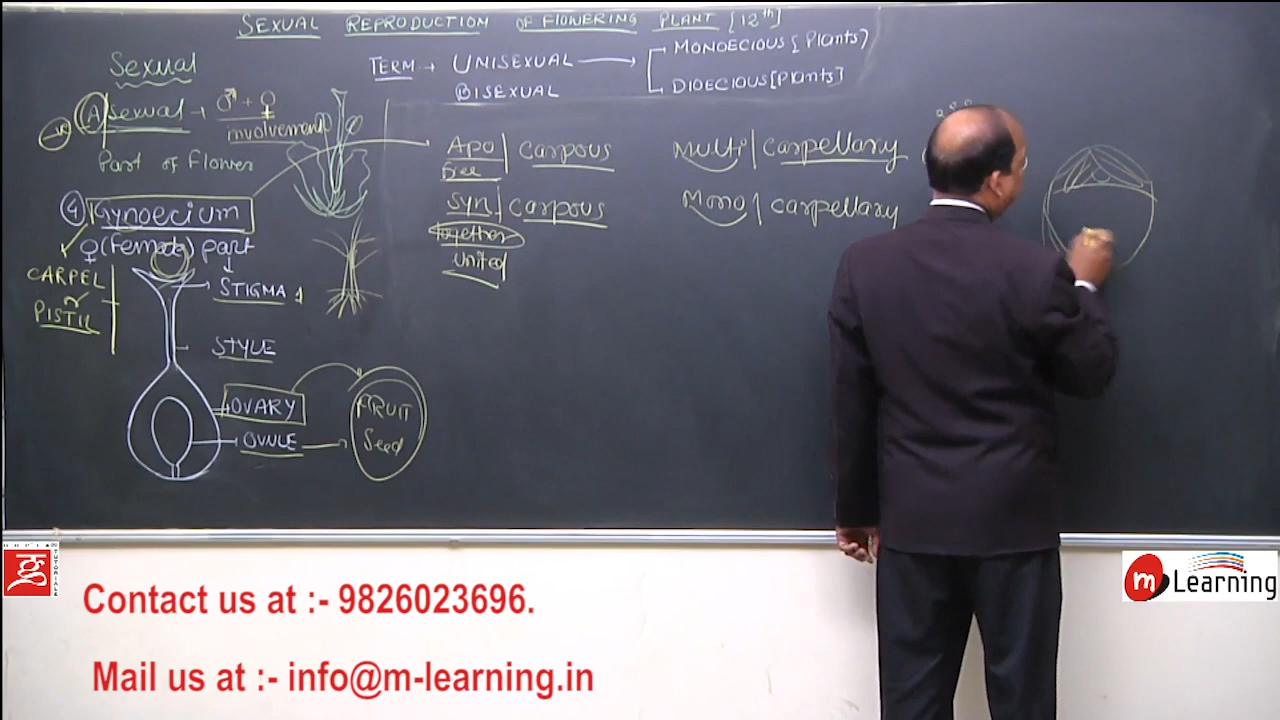 SEXUAL REPRODUCTION OF FLOWERING PLANT [12th]
TERM → UNISEXUAL → MONOECIOUS [Plants]
BISEXUAL DIOECIOUS [Plants]
Sexual
Asexual → ♂ + ♀
involvement
Part of Flower
④ Gynoecium
♀ (Female) part
CARPEL
PISTIL
STIGMA
STYLE
OVARY
OVULE
FRUIT
Seed
Apo | Carpous
free
Syn | Carpous
together
united
Multi | Carpellary
Mono | Carpellary
GUPTA TUTORIALS
ग
m Learning
Contact us at :- 9826023696.
Mail us at :- info@m-learning.in